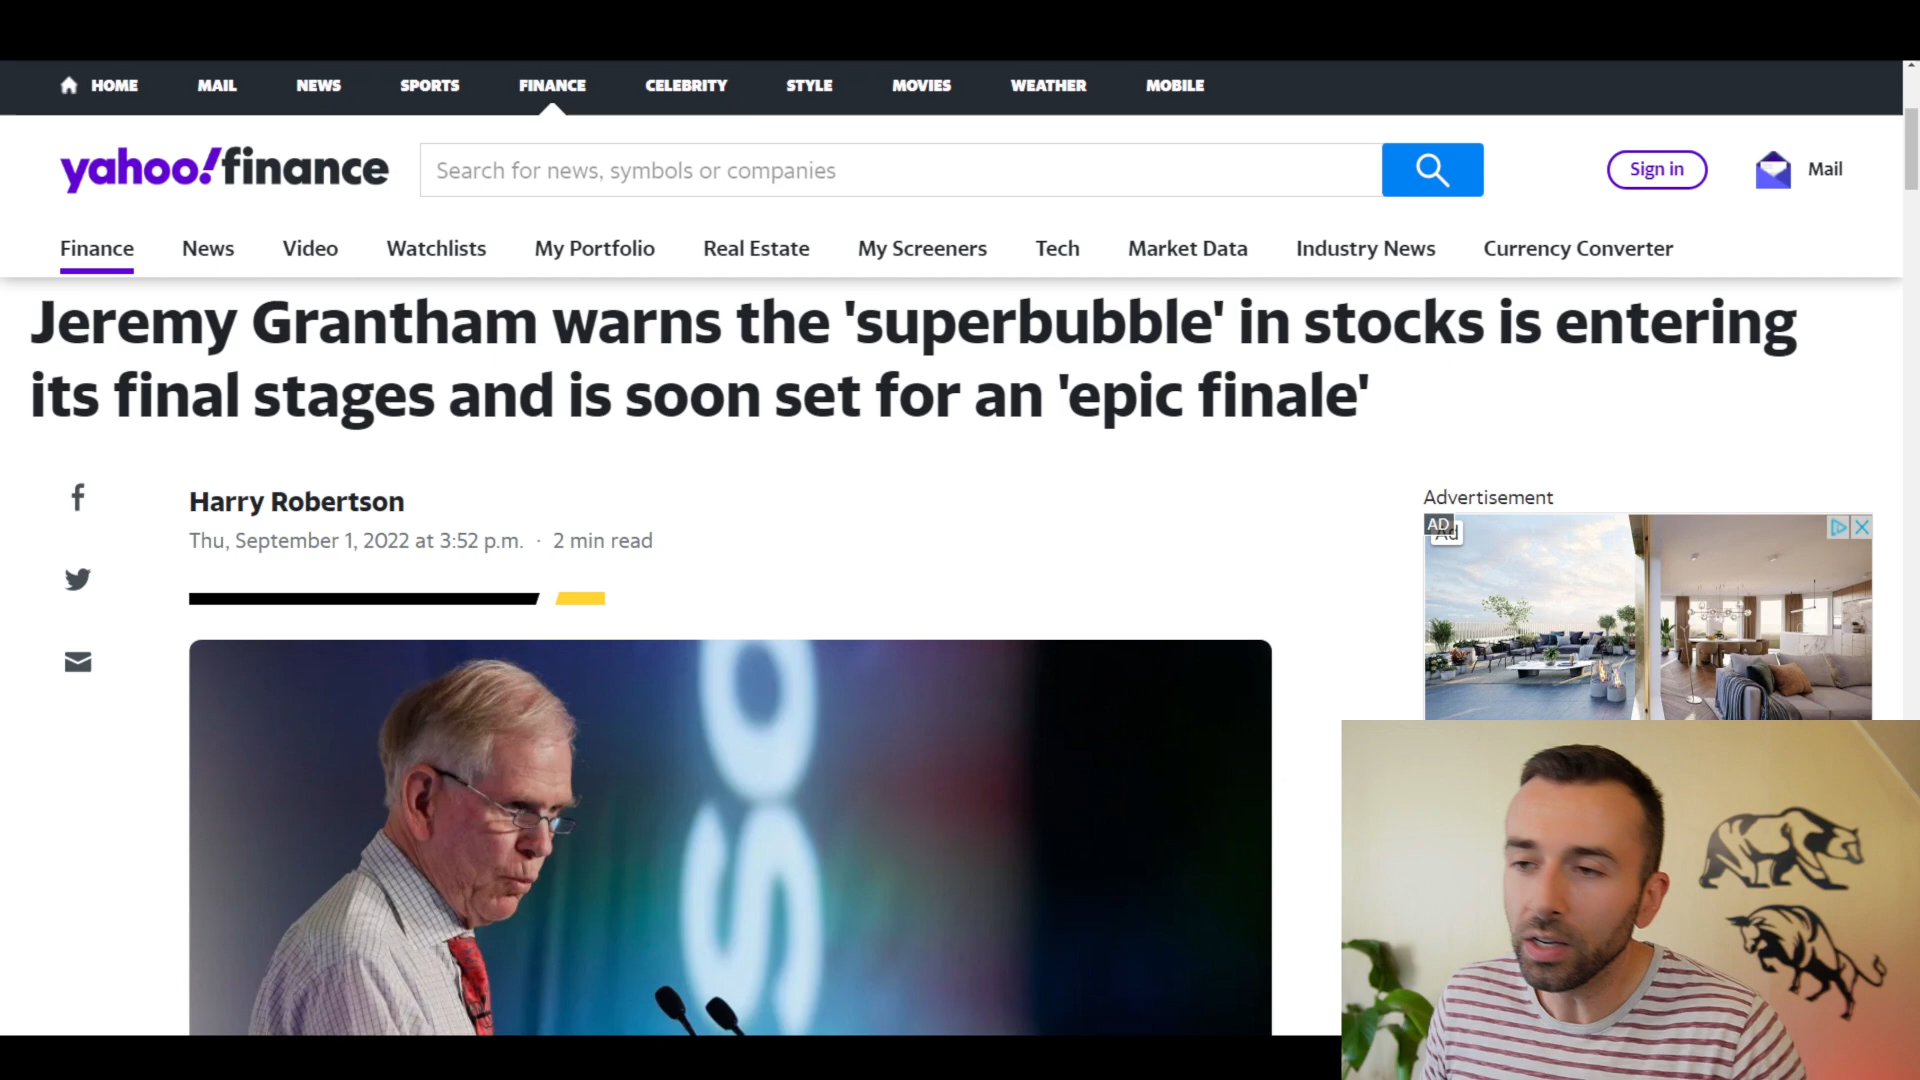 HOME MAIL NEWS SPORTS FINANCE CELEBRITY STYLE MOVIES WEATHER MOBILE
yahoo!finance
Search for news, symbols or companies
Sign in
Mail
Finance News Video Watchlists My Portfolio Real Estate My Screeners Tech Market Data Industry News Currency Converter
Jeremy Grantham warns the 'superbubble' in stocks is entering
its final stages and is soon set for an 'epic finale'
Harry Robertson
Thu, September 1, 2022 at 3:52 p.m. · 2 min read
Advertisement
AD
Ad
SO